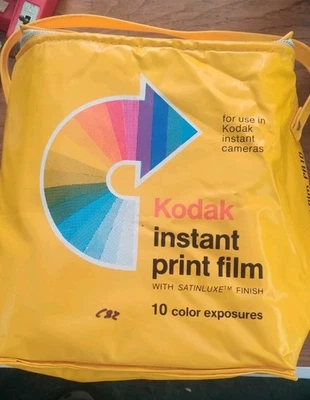 for use in
Kodak
instant
cameras
Kodak
instant
print film
WITH SATINLUXE™ FINISH
10 color exposures